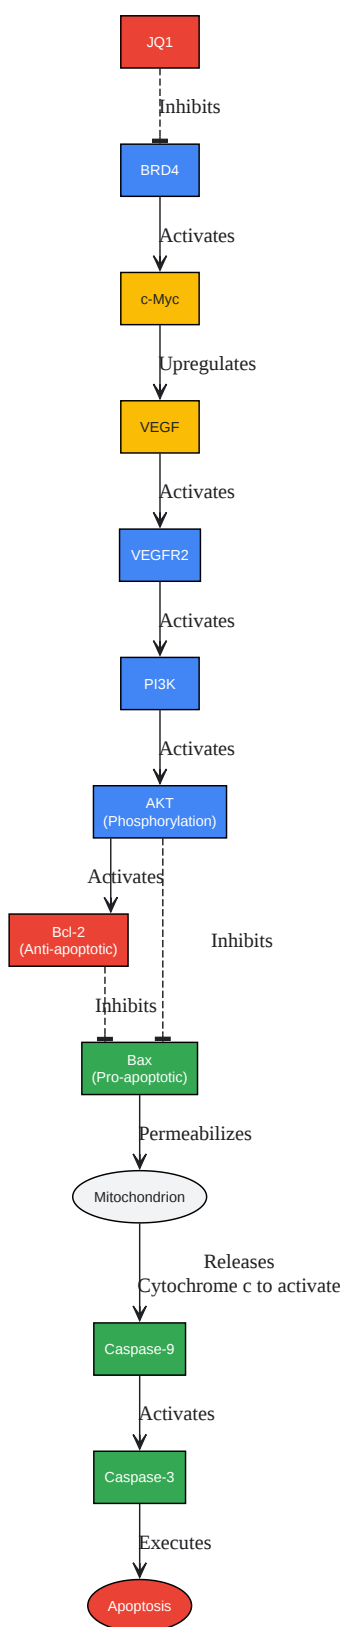 JQ1
Inhibits
BRD4
Activates
c-Myc
Upregulates
VEGF
Activates
VEGFR2
Activates
PI3K
Activates
AKT
(Phosphorylation)
Activates
Bcl-2
(Anti-apoptotic)
Inhibits
Inhibits
Bax
(Pro-apoptotic)
Permeabilizes
Mitochondrion
Releases
Cytochrome c to activate
Caspase-9
Activates
Caspase-3
Executes
Apoptosis